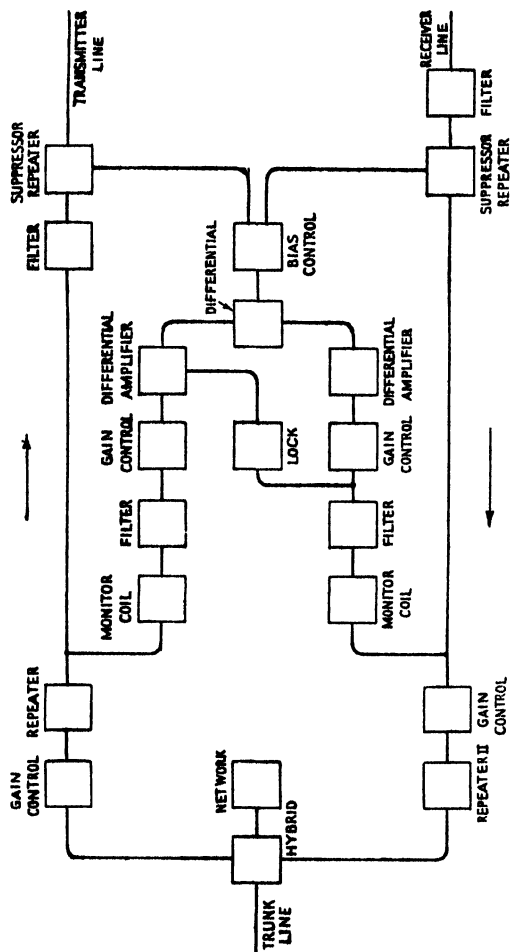 TRANSMITTER
LINE
SUPPRESSOR
REPEATER
FILTER
REPEATER
GAIN
CONTROL
DIFFERENTIAL
AMPLIFIER
GAIN
CONTROL
FILTER
MONITOR
COIL
BIAS
CONTROL
DIFFERENTIAL
LOCK
NETWORK
HYBRID
TRUNK
LINE
DIFFERENTIAL
AMPLIFIER
GAIN
CONTROL
FILTER
MONITOR
COIL
RECEIVER
LINE
FILTER
SUPPRESSOR
REPEATER
GAIN
CONTROL
REPEATER II